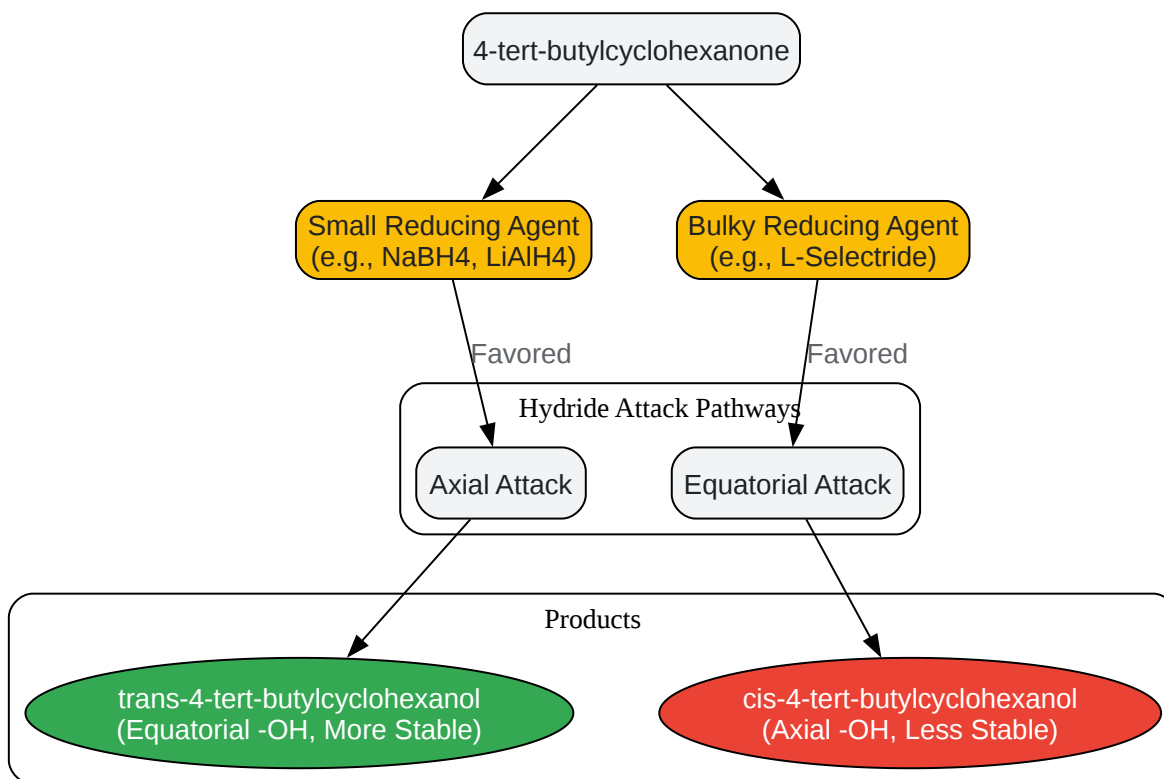 4-tert-butylcyclohexanone
Small Reducing Agent
(e.g., NaBH4, LiAlH4)
Bulky Reducing Agent
(e.g., L-Selectride)
Favored
Favored
Hydride Attack Pathways
Axial Attack
Equatorial Attack
Products
trans-4-tert-butylcyclohexanol
(Equatorial -OH, More Stable)
cis-4-tert-butylcyclohexanol
(Axial -OH, Less Stable)